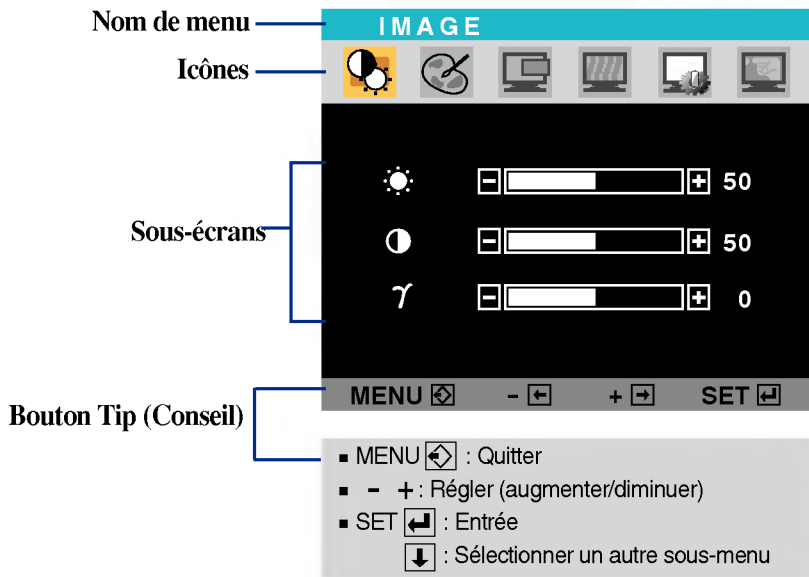 Nom de menu
IMAGE
Icônes
Sous-écrans
50
50
γ
0
Bouton Tip (Conseil)
MENU - + SET
▪ MENU : Quitter
▪ - + : Régler (augmenter/diminuer)
▪ SET : Entrée
: Sélectionner un autre sous-menu